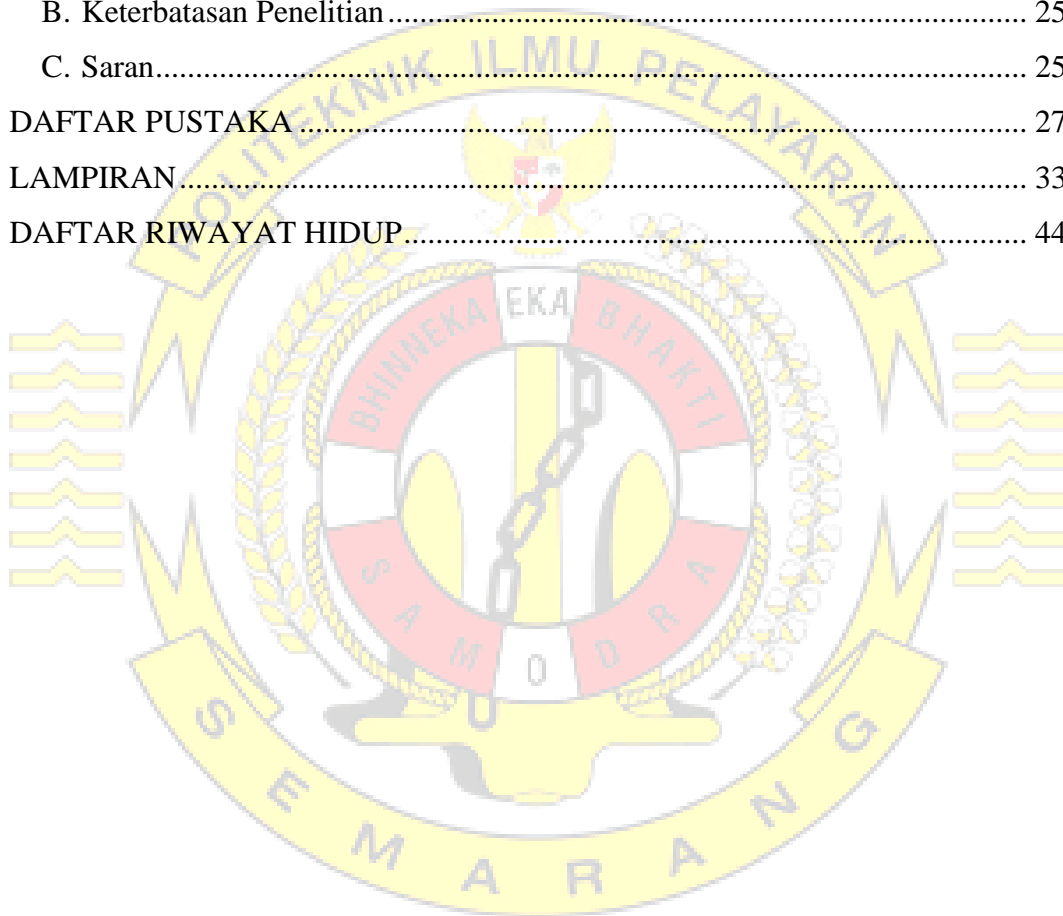 B. Keterbatasan Penelitian ........ 25
C. Saran ........ 25
DAFTAR PUSTAKA ........ 27
LAMPIRAN ........ 33
DAFTAR RIWAYAT HIDUP ........ 44
POLITEKNIK ILMU PELAYARAN
BHINNEKA EKA BHAKTI
SAMODRA
SEMARANG